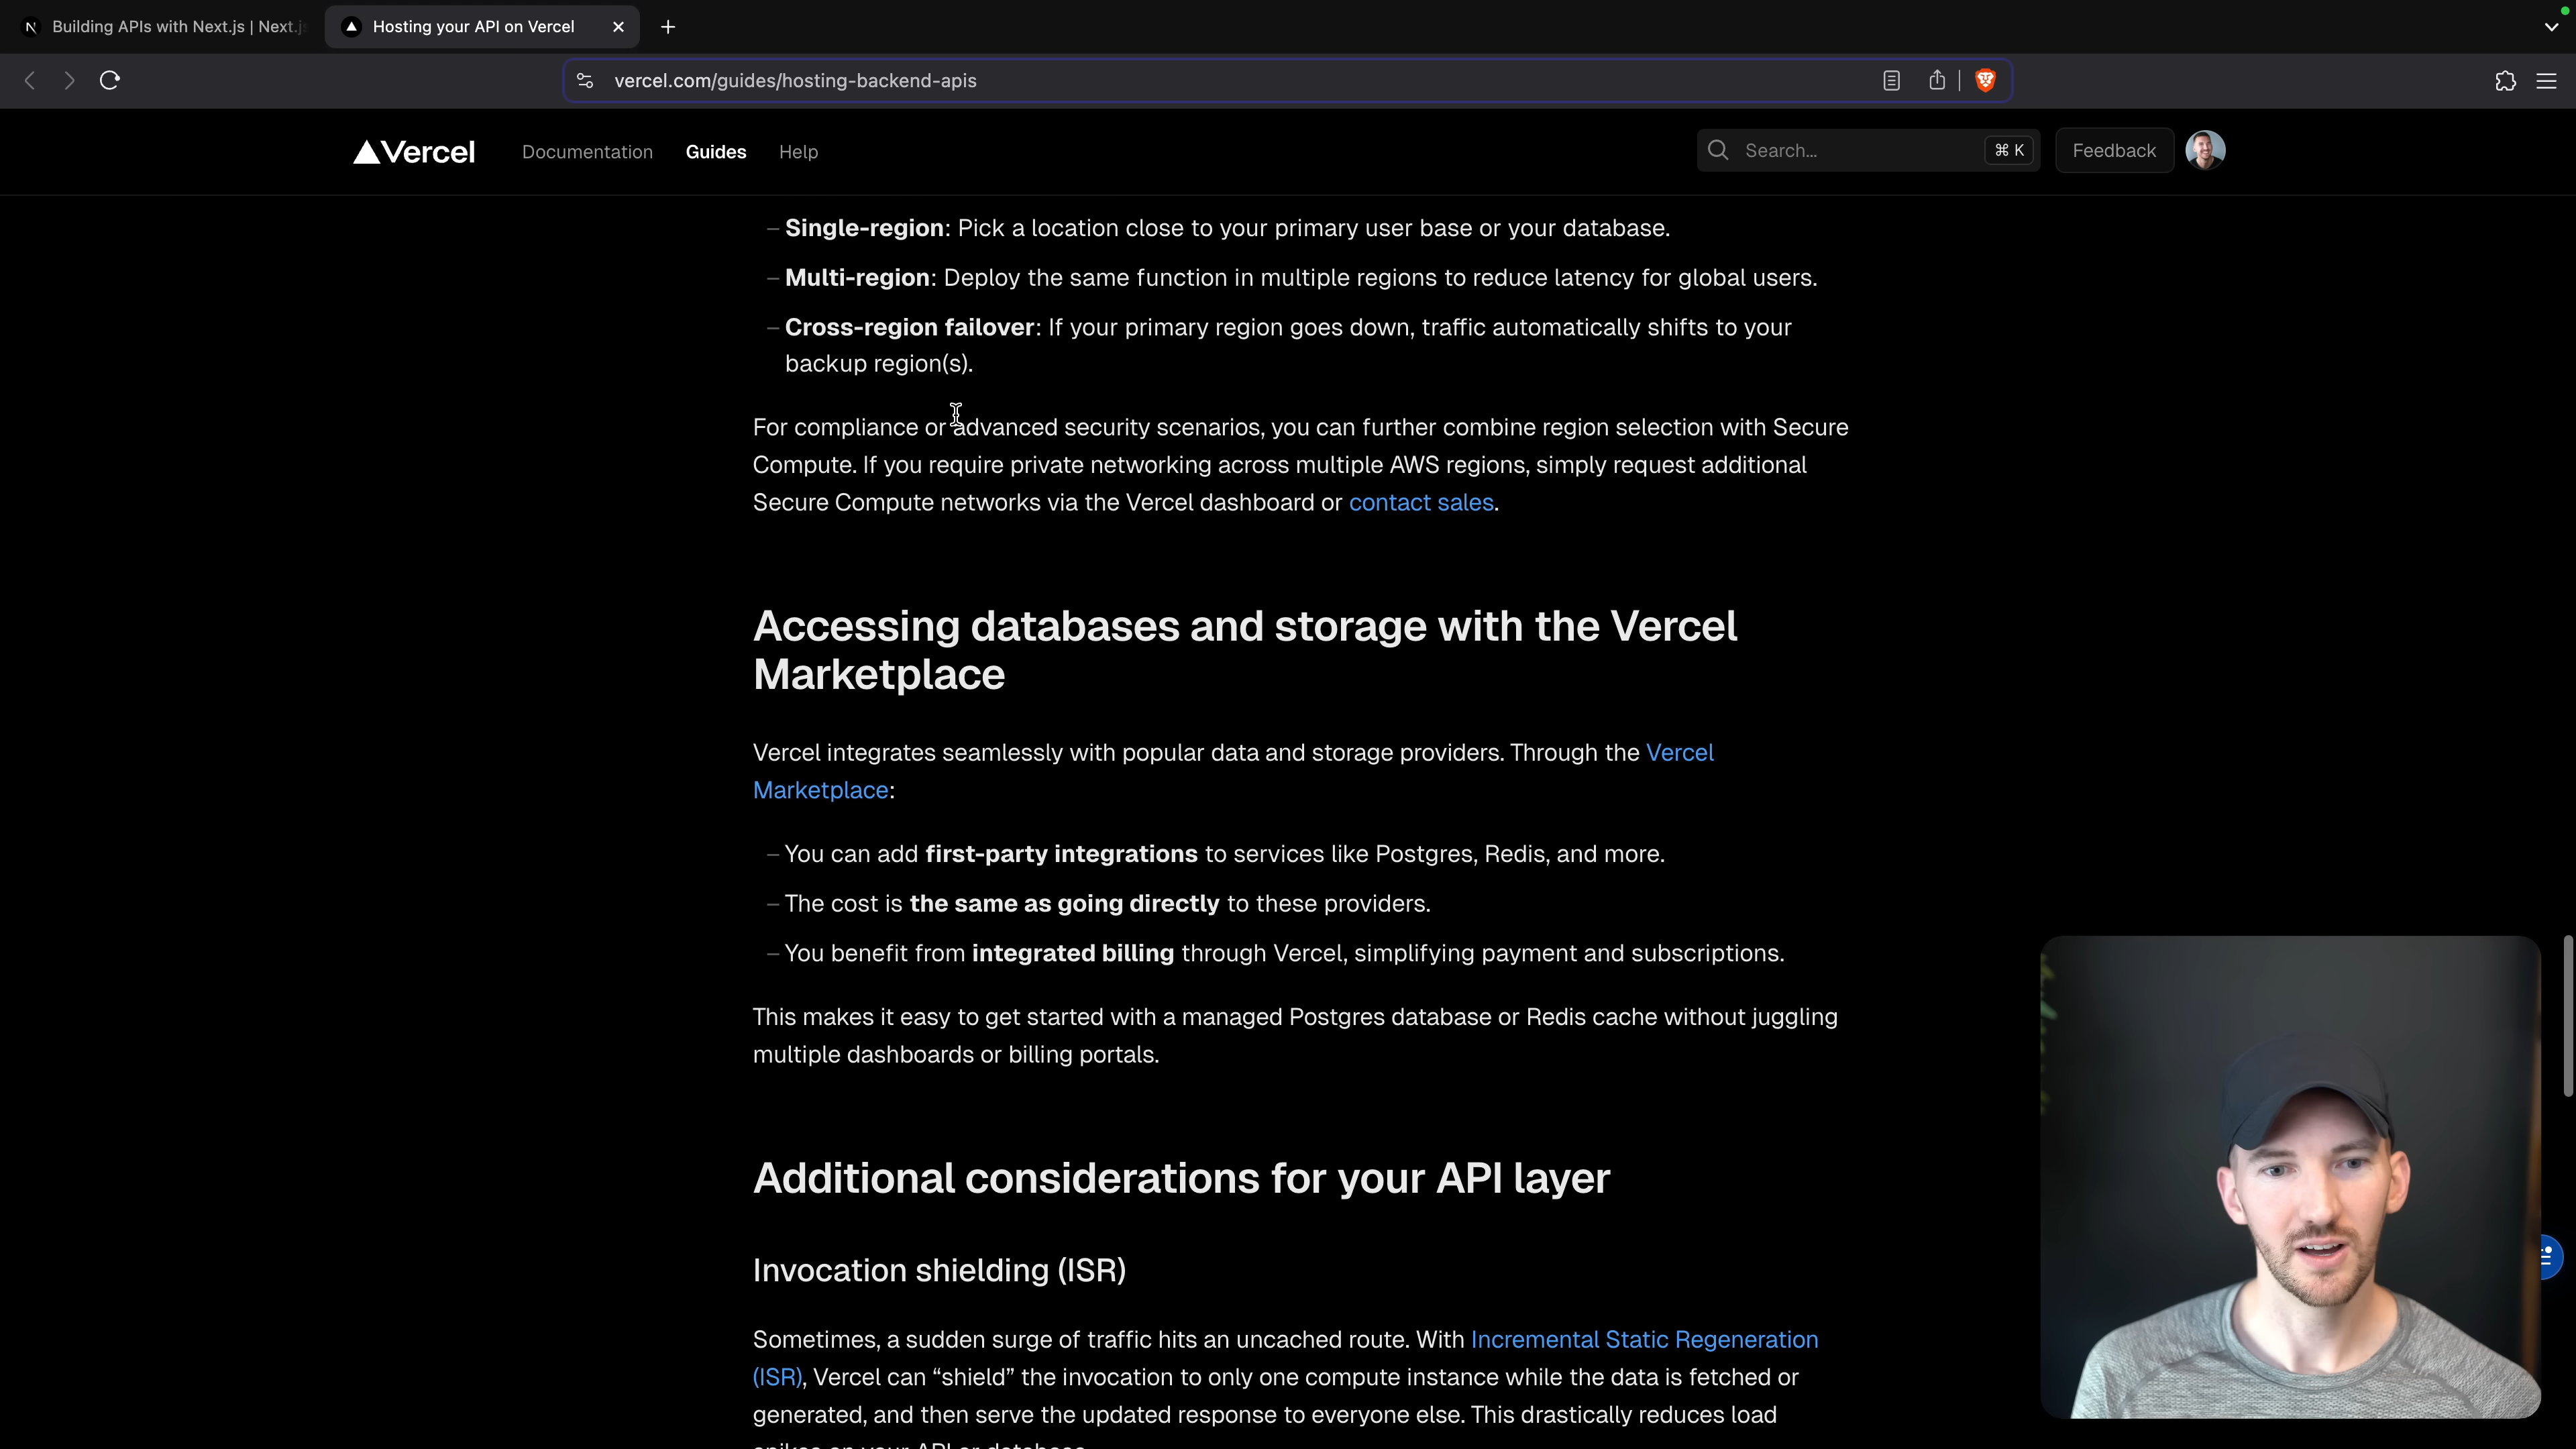 Building APIs with Next.js | Next.js
Hosting your API on Vercel
vercel.com/guides/hosting-backend-apis
Vercel
Documentation
Guides
Help
Search...
⌘ K
Feedback
– Single-region: Pick a location close to your primary user base or your database.
– Multi-region: Deploy the same function in multiple regions to reduce latency for global users.
– Cross-region failover: If your primary region goes down, traffic automatically shifts to your
backup region(s).
For compliance or advanced security scenarios, you can further combine region selection with Secure
Compute. If you require private networking across multiple AWS regions, simply request additional
Secure Compute networks via the Vercel dashboard or contact sales.
Accessing databases and storage with the Vercel
Marketplace
Vercel integrates seamlessly with popular data and storage providers. Through the Vercel
Marketplace:
– You can add first-party integrations to services like Postgres, Redis, and more.
– The cost is the same as going directly to these providers.
– You benefit from integrated billing through Vercel, simplifying payment and subscriptions.
This makes it easy to get started with a managed Postgres database or Redis cache without juggling
multiple dashboards or billing portals.
Additional considerations for your API layer
Invocation shielding (ISR)
Sometimes, a sudden surge of traffic hits an uncached route. With Incremental Static Regeneration
(ISR), Vercel can “shield” the invocation to only one compute instance while the data is fetched or
generated, and then serve the updated response to everyone else. This drastically reduces load